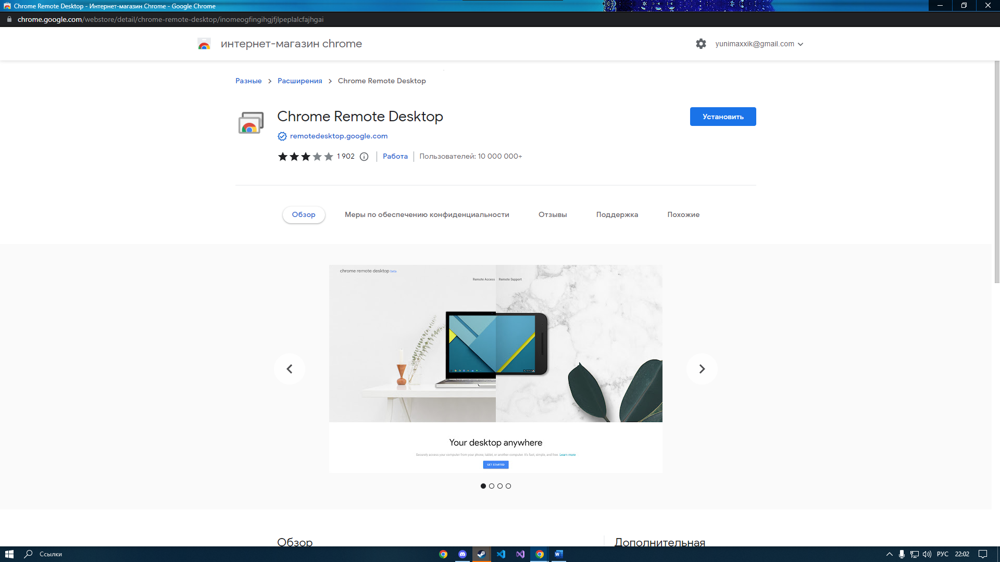 Chrome Remote Desktop - Интернет-магазин Chrome - Google Chrome
chrome.google.com/webstore/detail/chrome-remote-desktop/inomeogfingihgjfjlpeplalcfajhgai
интернет-магазин chrome
yunimaxxik@gmail.com
Разные
Расширения
Chrome Remote Desktop
Chrome Remote Desktop
Установить
remotedesktop.google.com
1 902
Работа
Пользователей: 10 000 000+
Обзор
Меры по обеспечению конфиденциальности
Отзывы
Поддержка
Похожие
chrome remote desktop beta
Remote Access
Remote Support
Your desktop anywhere
Securely access your computer from your phone, tablet, or another computer. It's fast, simple, and free. Learn more
GET STARTED
Обзор
Дополнительная
Ссылки
РУС
22:02